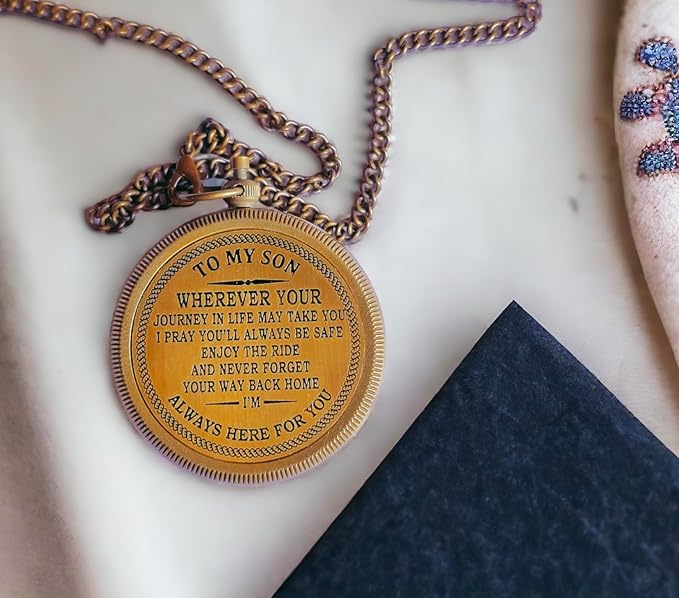 TO MY SON
WHEREVER YOUR
JOURNEY IN LIFE MAY TAKE YOU
I PRAY YOU'LL ALWAYS BE SAFE
ENJOY THE RIDE
AND NEVER FORGET
YOUR WAY BACK HOME
I'M
ALWAYS HERE FOR YOU